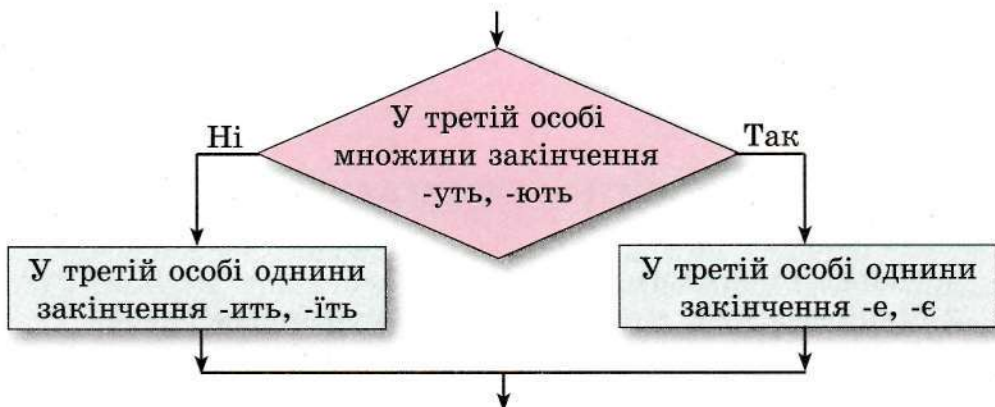 У третій особі
множини закінчення
-уть, -ють
Ні
Так
У третій особі однини
закінчення -ить, -їть
У третій особі однини
закінчення -е, -є